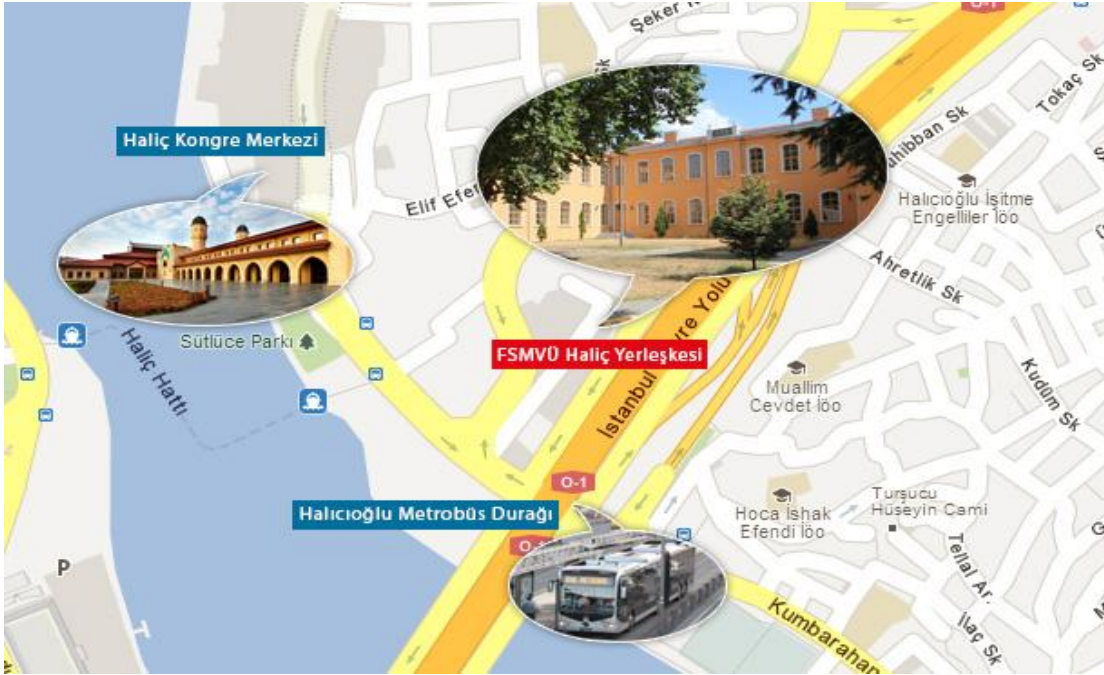 O-1
Şeker
Tokaç Sk
Haliç Kongre Merkezi
Sk
Halıcıoğlu İşitme
Engelliler İöo
Elif
Ahretlik Sk
Haliç Hattı
Sütlüce Parkı
FSMVÜ Haliç Yerleşkesi
İstanbul
Yolu
Muallim
Cevdet İöo
Kudüm Sk
O-1
Halıcıoğlu Metrobüs Durağı
Hoca İshak
Efendi İöo
Turşucu
Hüseyin Cami
P
Tellal Ar.
İlaç Sk